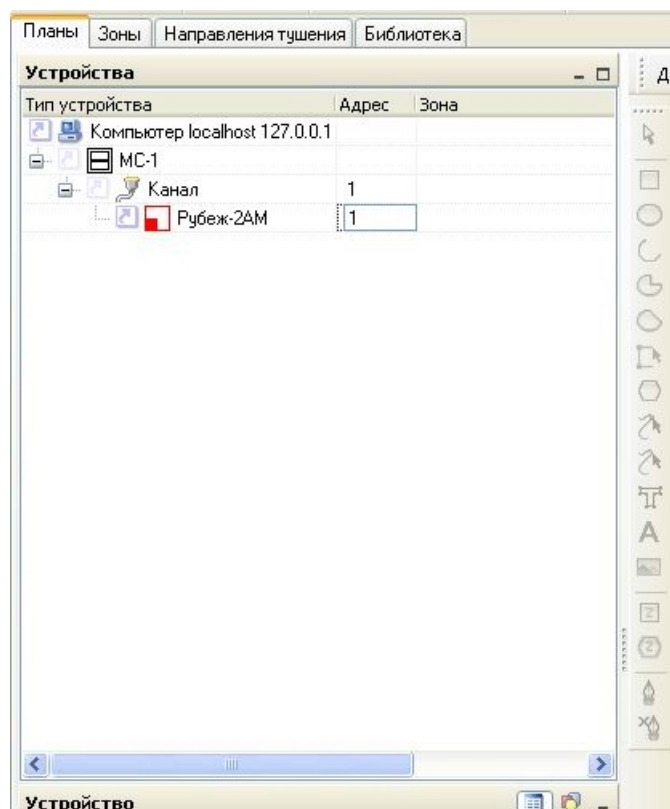 Планы Зоны Направления тушения Библиотека
Устройства
Д
Тип устройства Адрес Зона
Компьютер localhost 127.0.0.1
МС-1
Канал 1
Рубеж-2АМ 1
Устройство